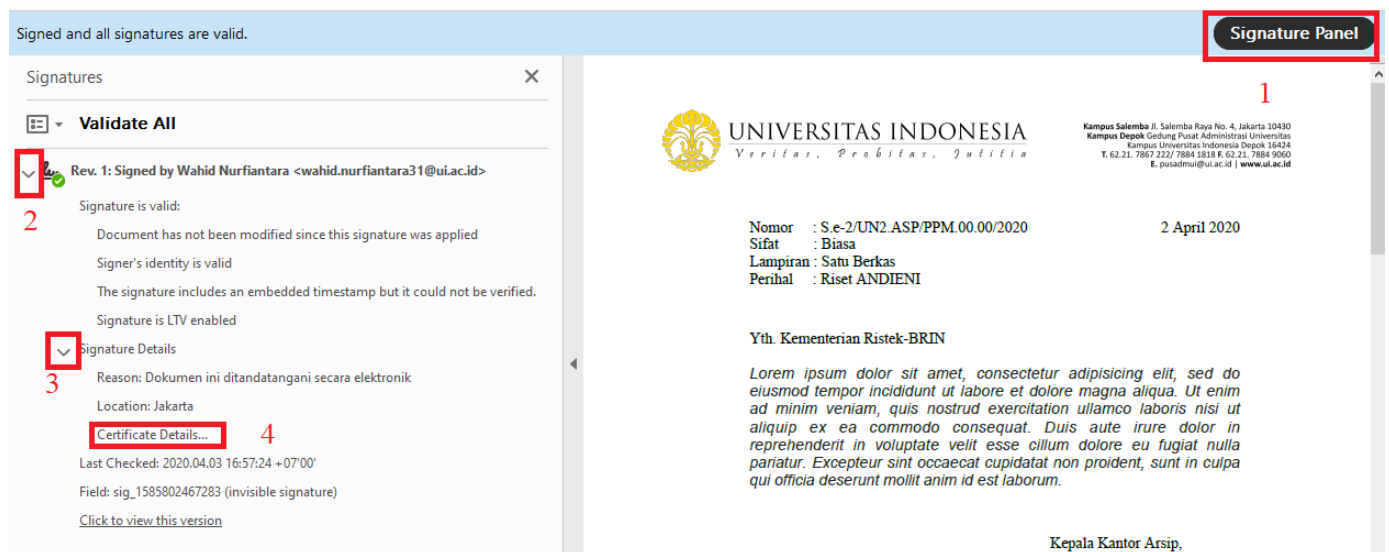 Signed and all signatures are valid.
Signature Panel
1
Signatures
Validate All
Rev. 1: Signed by Wahid Nurfiantara <wahid.nurfiantara31@ui.ac.id>
2
Signature is valid:
Document has not been modified since this signature was applied
Signer's identity is valid
The signature includes an embedded timestamp but it could not be verified.
Signature is LTV enabled
Signature Details
3
Reason: Dokumen ini ditandatangani secara elektronik
Location: Jakarta
Certificate Details...
4
Last Checked: 2020.04.03 16:57:24 +07'00'
Field: sig_1585802467283 (invisible signature)
Click to view this version
UNIVERSITAS INDONESIA
Veritas, Probitas, Justitia
Kampus Salemba Jl. Salemba Raya No. 4, Jakarta 10430
Kampus Depok Gedung Pusat Administrasi Universitas
Kampus Universitas Indonesia Depok 16424
T. 62.21. 7867 222/ 7884 1818 F. 62.21. 7884 9060
E. pusadmui@ui.ac.id | www.ui.ac.id
Nomor : S.e-2/UN2.ASP/PPM.00.00/2020 2 April 2020
Sifat : Biasa
Lampiran : Satu Berkas
Perihal : Riset ANDIENI
Yth. Kementerian Ristek-BRIN
Lorem ipsum dolor sit amet, consectetur adipisicing elit, sed do
eiusmod tempor incididunt ut labore et dolore magna aliqua. Ut enim
ad minim veniam, quis nostrud exercitation ullamco laboris nisi ut
aliquip ex ea commodo consequat. Duis aute irure dolor in
reprehenderit in voluptate velit esse cillum dolore eu fugiat nulla
pariatur. Excepteur sint occaecat cupidatat non proident, sunt in culpa
qui officia deserunt mollit anim id est laborum.
Kepala Kantor Arsip,